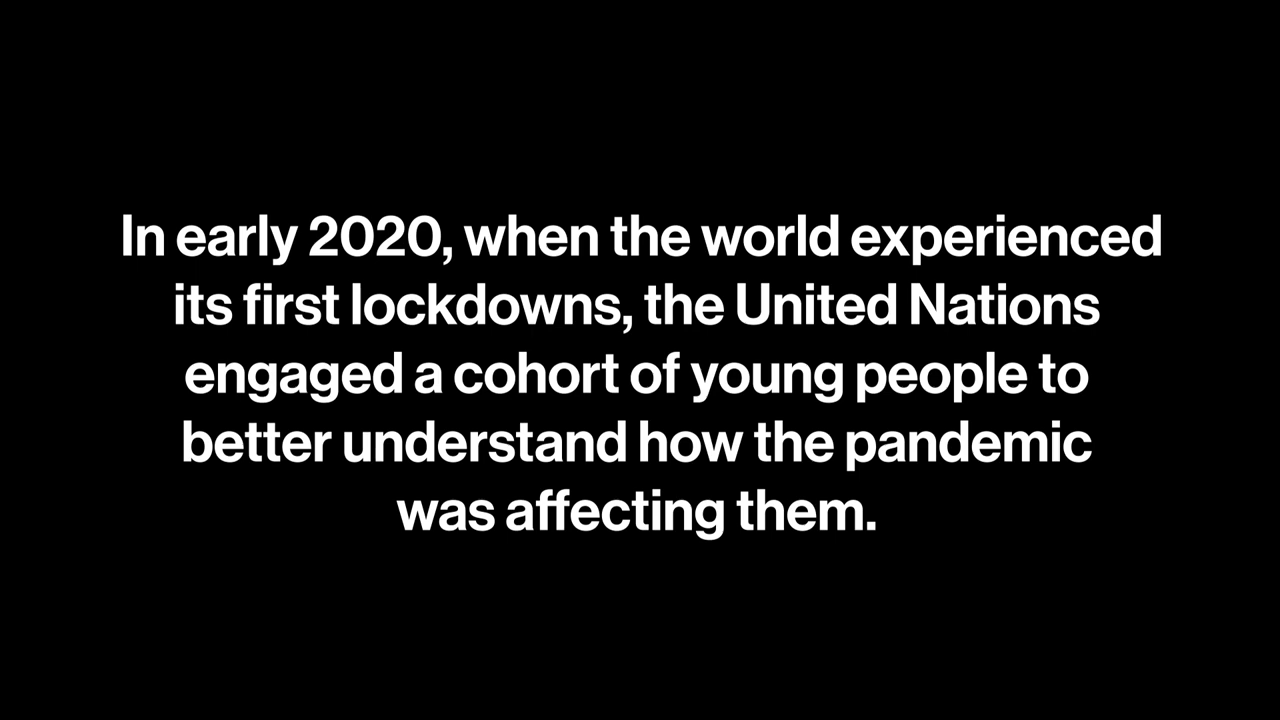 In early 2020, when the world experienced
its first lockdowns, the United Nations
engaged a cohort of young people to
better understand how the pandemic
was affecting them.